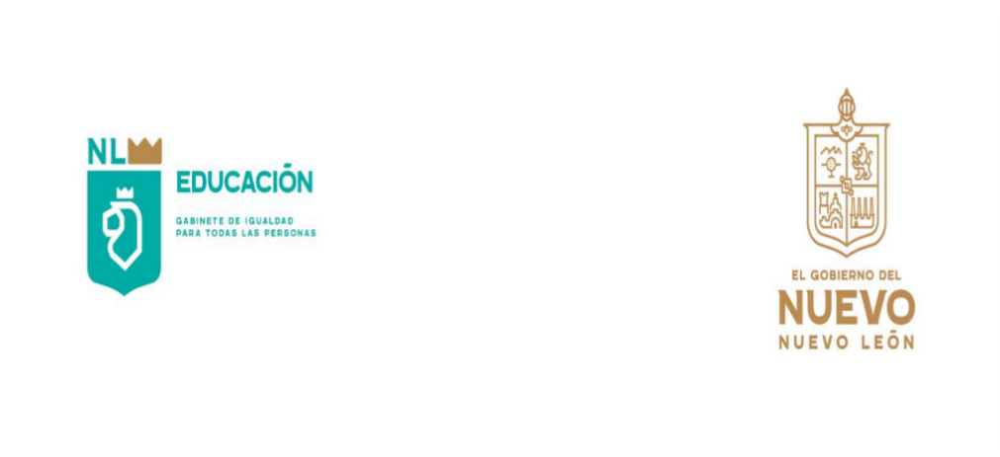 NL
EDUCACIÓN
GABINETE DE IGUALDAD
PARA TODAS LAS PERSONAS
EL GOBIERNO DEL
NUEVO
NUEVO LEÓN